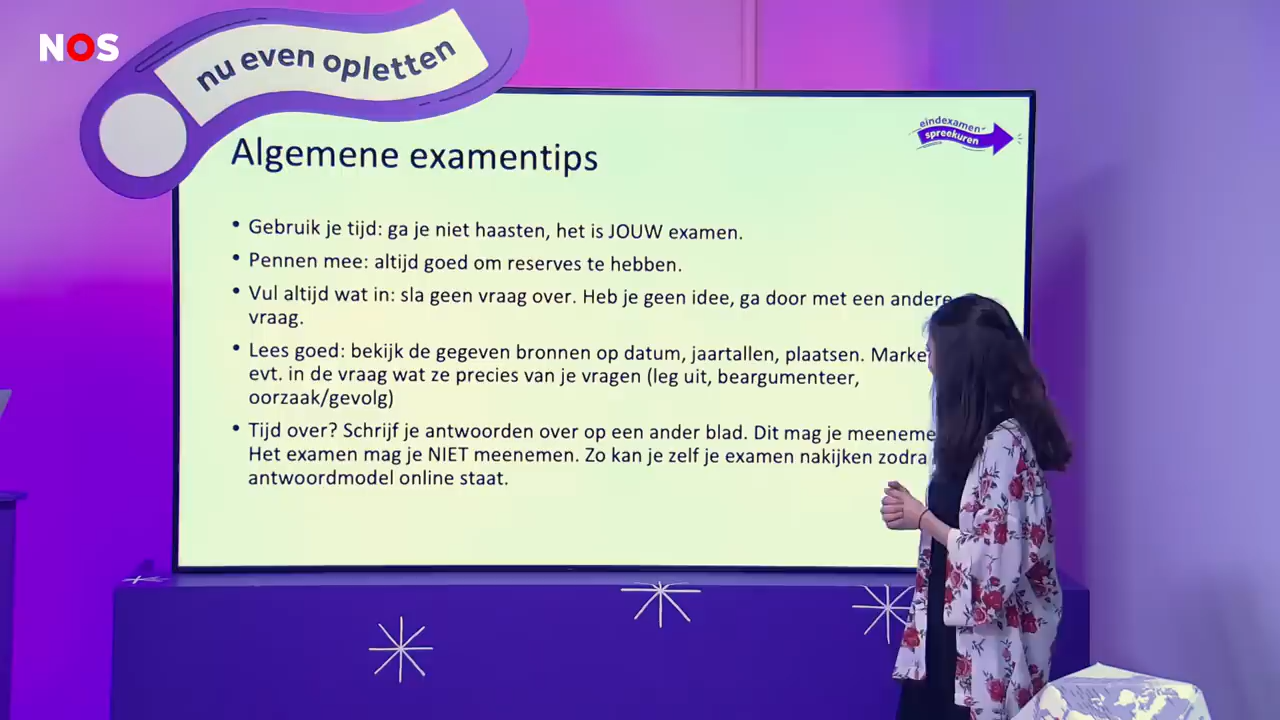 NOS
nu even opletten
eindexamen-
spreekuren
Algemene examentips
• Gebruik je tijd: ga je niet haasten, het is JOUW examen.
• Pennen mee: altijd goed om reserves te hebben.
• Vul altijd wat in: sla geen vraag over. Heb je geen idee, ga door met een andere
vraag.
• Lees goed: bekijk de gegeven bronnen op datum, jaartallen, plaatsen.
evt. in de vraag wat ze precies van je vragen (leg uit, beargumenteer,
oorzaak/gevolg)
• Tijd over? Schrijf je antwoorden over op een ander blad. Dit mag je
Het examen mag je NIET meenemen. Zo kan je zelf je examen nakijken
antwoordmodel online staat.